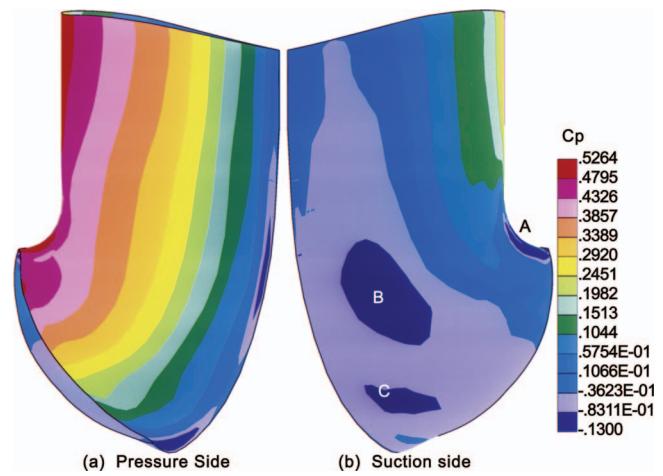 A
B
C
Cp
.5264
.4795
.4326
.3857
.3389
.2920
.2451
.1982
.1513
.1044
.5754E-01
.1066E-01
-.3623E-01
-.8311E-01
-.1300
(a) Pressure Side
(b) Suction side